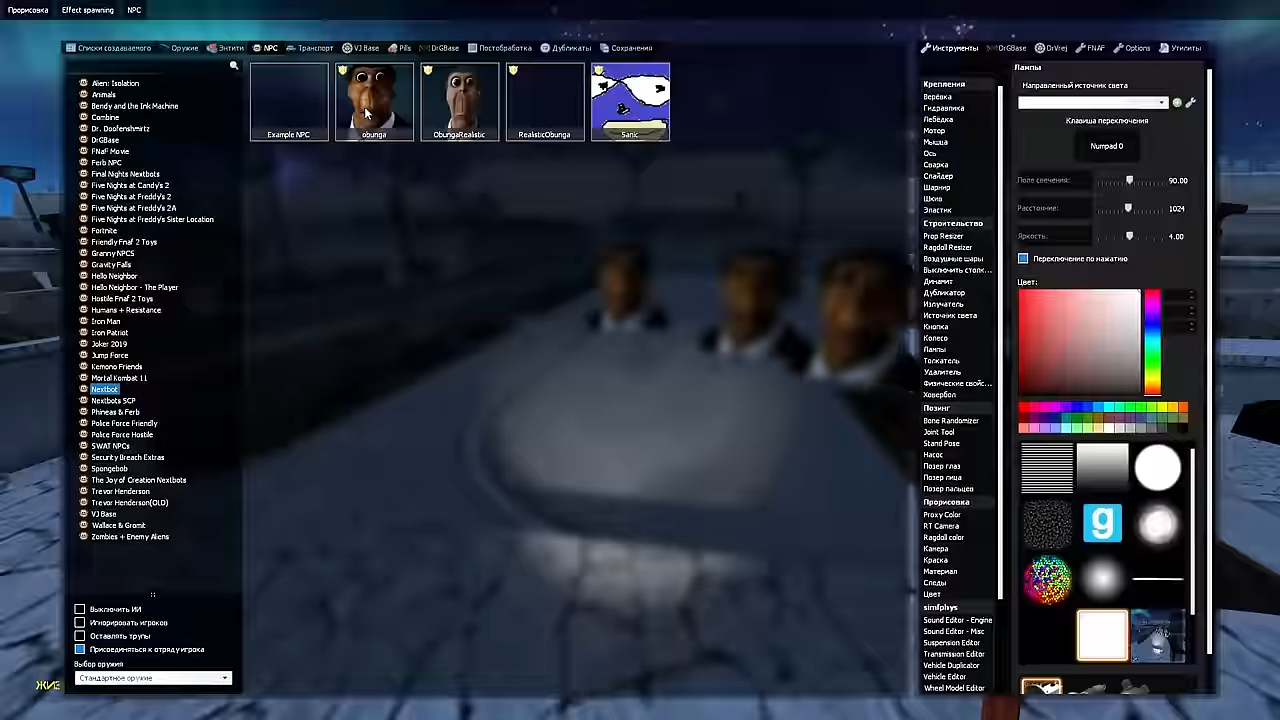 Прорисовка Effect spawning NPC
Списки создаваемого Оружие Энтити NPC Транспорт VJ Base Pills DrGBase Постобработка Дубликаты Сохранения
Alien: Isolation
Animals
Bendy and the Ink Machine
Combine
Dr. Doofenshmirtz
DrGBase
FNaF Movie
Ferb NPC
Final Nights Nextbots
Five Nights at Candy's 2
Five Nights at Freddy's 2
Five Nights at Freddy's 2A
Five Nights at Freddy's Sister Location
Fortnite
Friendly Fnaf 2 Toys
Granny NPCS
Gravity Falls
Hello Neighbor
Hello Neighbor - The Player
Hostile Fnaf 2 Toys
Humans + Resistance
Iron Man
Iron Patriot
Joker 2019
Jump Force
Kemono Friends
Mortal Kombat 11
Nextbot
Nextbots SCP
Phineas & Ferb
Police Force Friendly
Police Force Hostile
SWAT NPCs
Security Breach Extras
Spongebob
The Joy of Creation Nextbots
Trevor Henderson
Trevor Henderson(OLD)
VJ Base
Wallace & Gromit
Zombies + Enemy Aliens
Выключить ИИ
Игнорировать игроков
Оставлять трупы
Присоединяться к отряду игрока
Выбор оружия
Стандартное оружие
Example NPC
obunga
ObungaRealistic
RealisticObunga
Sanic
Инструменты DrGBase DrVrej FNAF Options Утилиты
Крепления
Верёвка
Гидравлика
Лебёдка
Мотор
Мышца
Ось
Сварка
Слайдер
Шарнир
Шкив
Эластик
Строительство
Prop Resizer
Ragdoll Resizer
Воздушные шары
Выключить столк...
Динамит
Дубликатор
Излучатель
Источник света
Кнопка
Колесо
Лампы
Толкатель
Удалитель
Физические свойс...
Ховербол
Позинг
Bone Randomizer
Joint Tool
Stand Pose
Насос
Позер глаз
Позер лица
Позер пальцев
Прорисовка
Proxy Color
RT Camera
Ragdoll color
Камера
Краска
Материал
Следы
Цвет
simfphys
Sound Editor - Engine
Sound Editor - Misc
Suspension Editor
Transmission Editor
Vehicle Duplicator
Vehicle Editor
Wheel Model Editor
Лампы
Направленный источник света
Клавиша переключения
Numpad 0
Поле свечения: 90.00
Расстояние: 1024
Яркость: 4.00
Переключение по нажатию
Цвет:
g